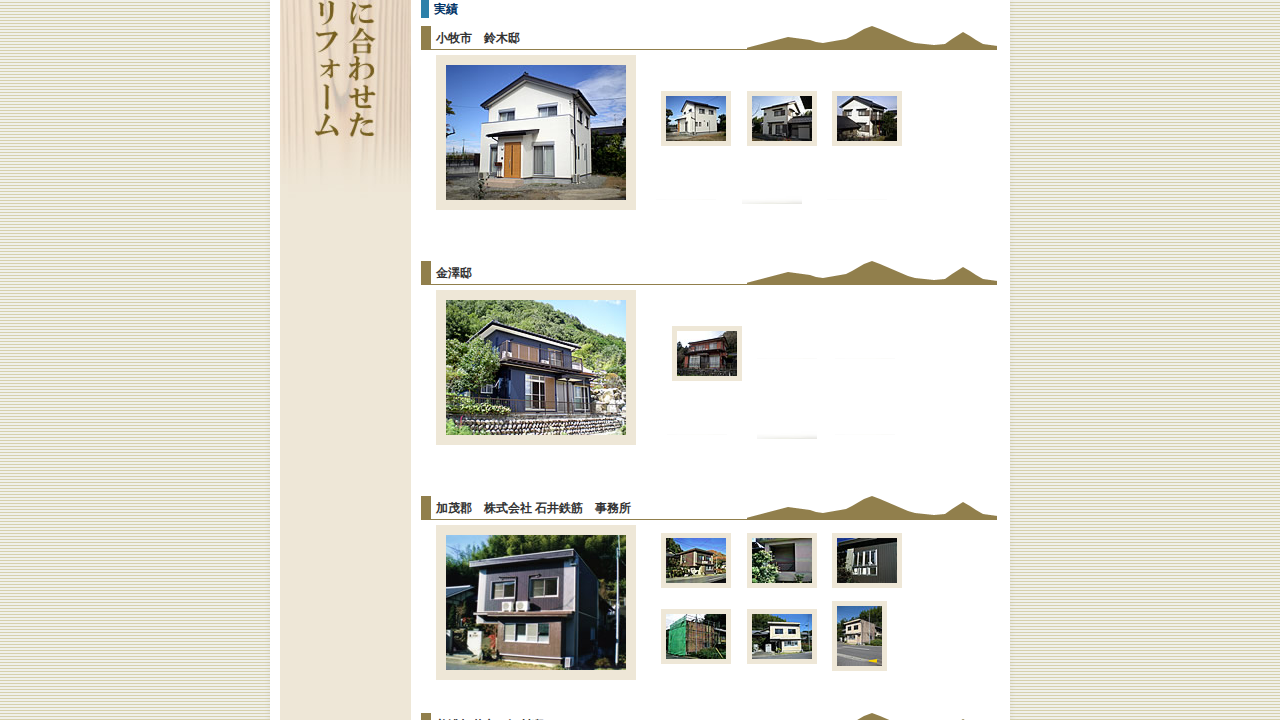 に合わせた
リフォーム
実績
小牧市　鈴木邸
金澤邸
加茂郡　株式会社 石井鉄筋　事務所